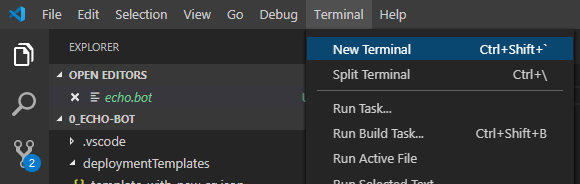 File Edit Selection View Go Debug Terminal Help
EXPLORER
OPEN EDITORS
echo.bot
0_ECHO-BOT
.vscode
deploymentTemplates
New Terminal Ctrl+Shift+`
Split Terminal Ctrl+\
Run Task...
Run Build Task... Ctrl+Shift+B
Run Active File
Run Selected Text
2